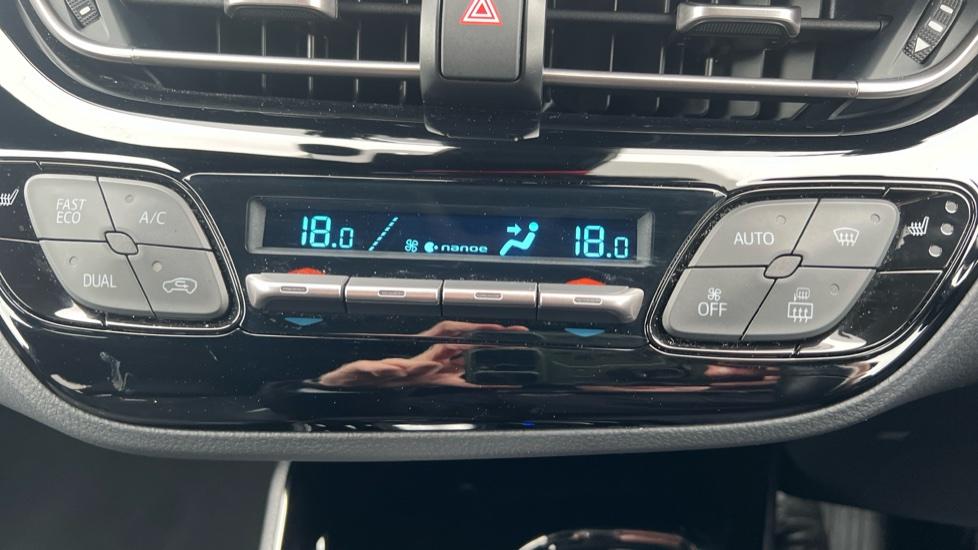 FAST
ECO
A/C
DUAL
18.0
nanoe
18.0
AUTO
OFF